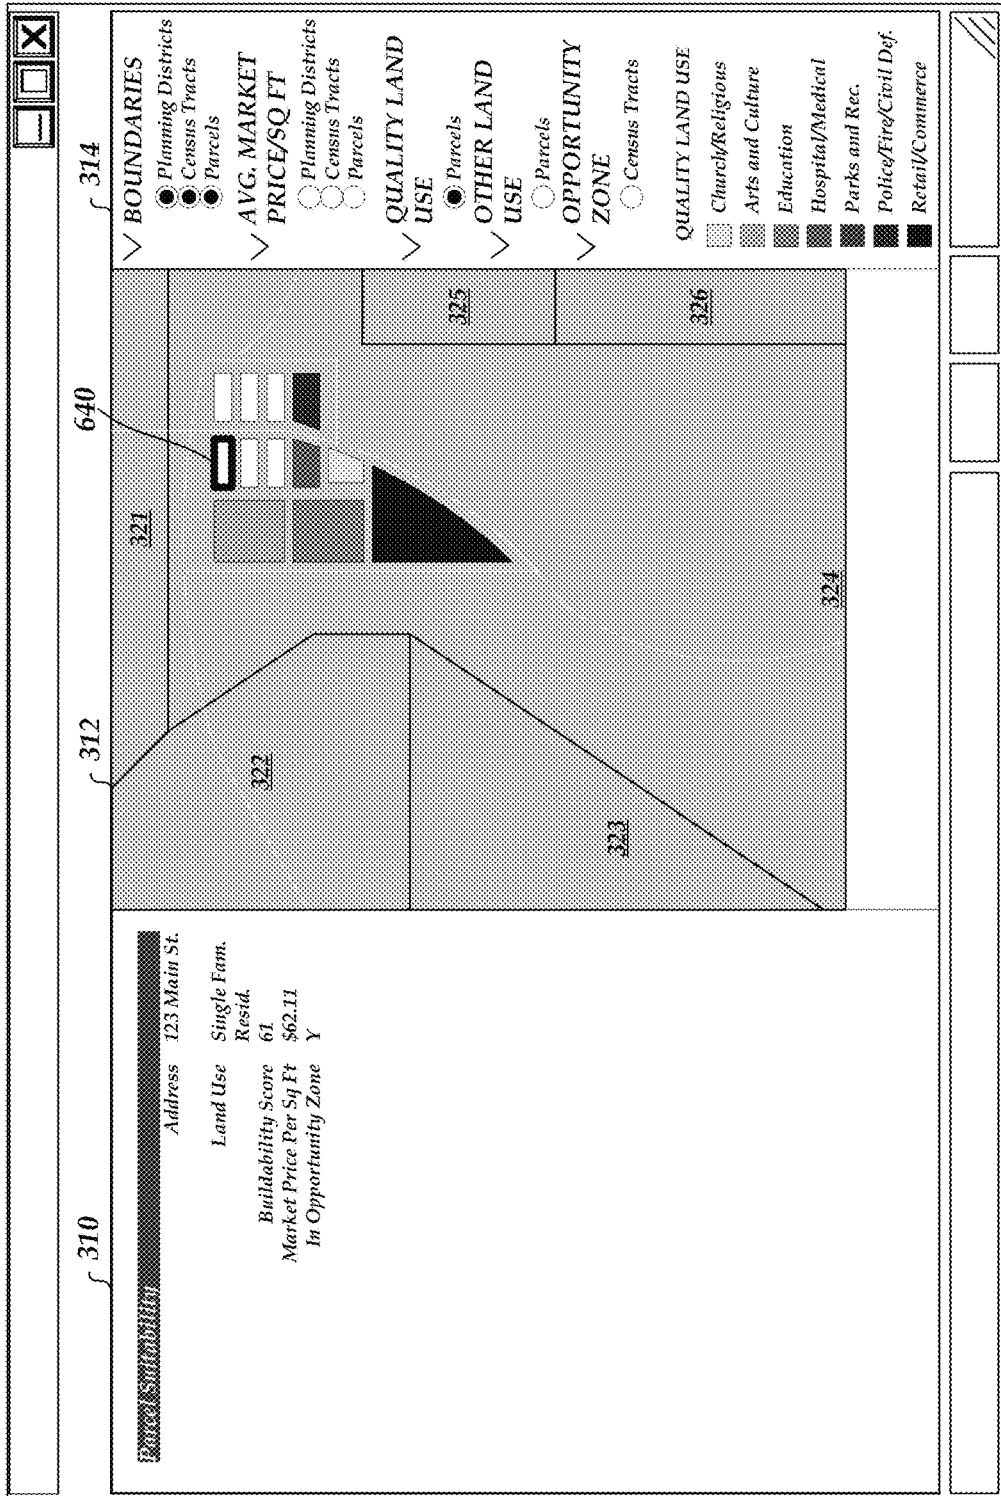 310
312
640
314
Parcel Suitability
Address 123 Main St.
Land Use Single Fam.
Resid.
Buildability Score 61
Market Price Per Sq Ft $62.11
In Opportunity Zone Y
321
322
323
324
325
326
BOUNDARIES
Planning Districts
Census Tracts
Parcels
AVG. MARKET
PRICE/SQ FT
Planning Districts
Census Tracts
Parcels
QUALITY LAND
USE
Parcels
OTHER LAND
USE
Parcels
OPPORTUNITY
ZONE
Census Tracts
QUALITY LAND USE
Church/Religious
Arts and Culture
Education
Hospital/Medical
Parks and Rec.
Police/Fire/Civil Def.
Retail/Commerce